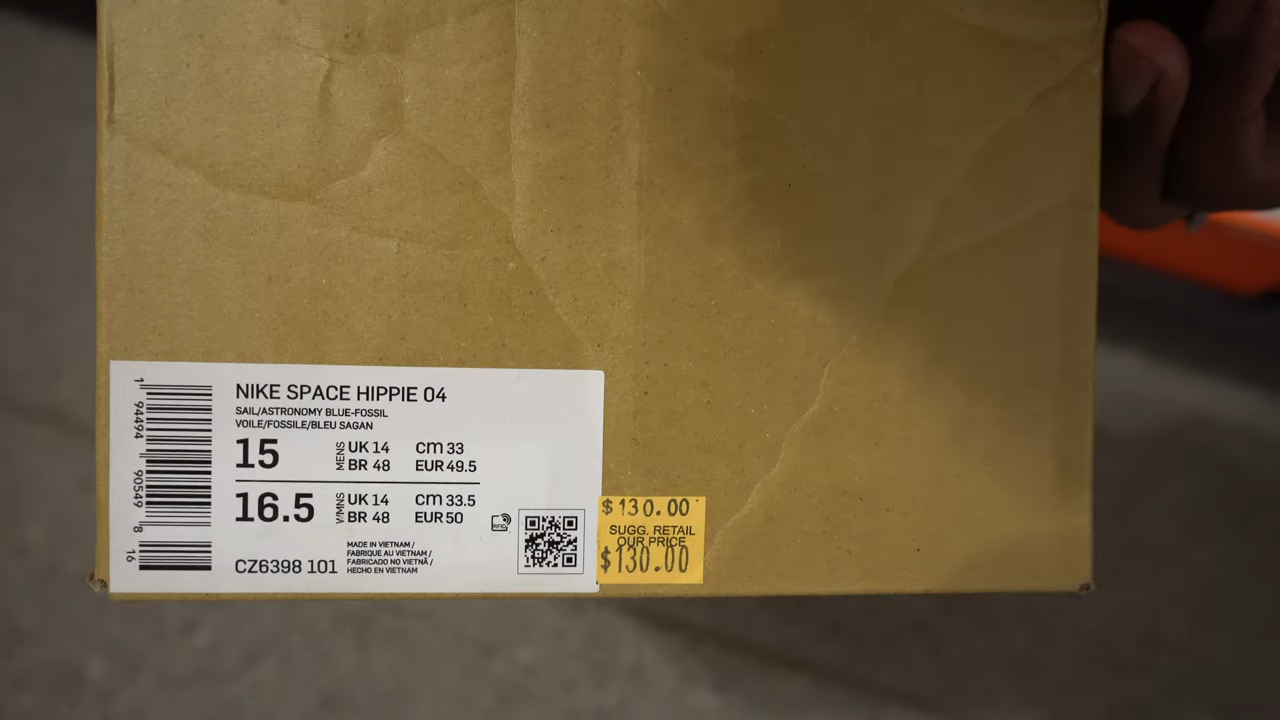 NIKE SPACE HIPPIE 04
SAIL/ASTRONOMY BLUE-FOSSIL
VOILE/FOSSILE/BLEU SAGAN
15 MENS UK 14 cm 33
BR 48 EUR 49.5
16.5 WMNS UK 14 cm 33.5
BR 48 EUR 50
RFID
CZ6398 101
MADE IN VIETNAM /
FABRIQUE AU VIETNAM /
FABRICADO NO VIETNÃ /
HECHO EN VIETNAM
1 94494 90549 8
16
$130.00
SUGG. RETAIL
OUR PRICE
$130.00